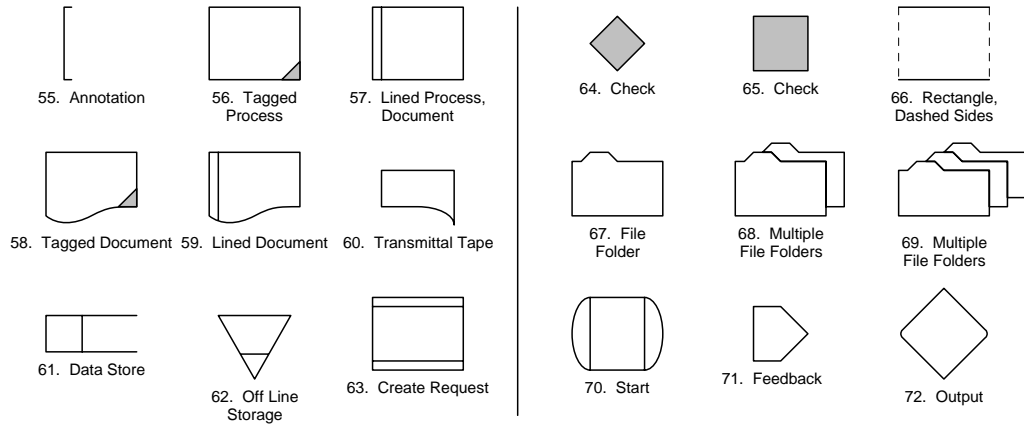 55. Annotation
56. Tagged
Process
57. Lined Process,
Document
58. Tagged Document
59. Lined Document
60. Transmittal Tape
61. Data Store
62. Off Line
Storage
63. Create Request
64. Check
65. Check
66. Rectangle,
Dashed Sides
67. File
Folder
68. Multiple
File Folders
69. Multiple
File Folders
70. Start
71. Feedback
72. Output